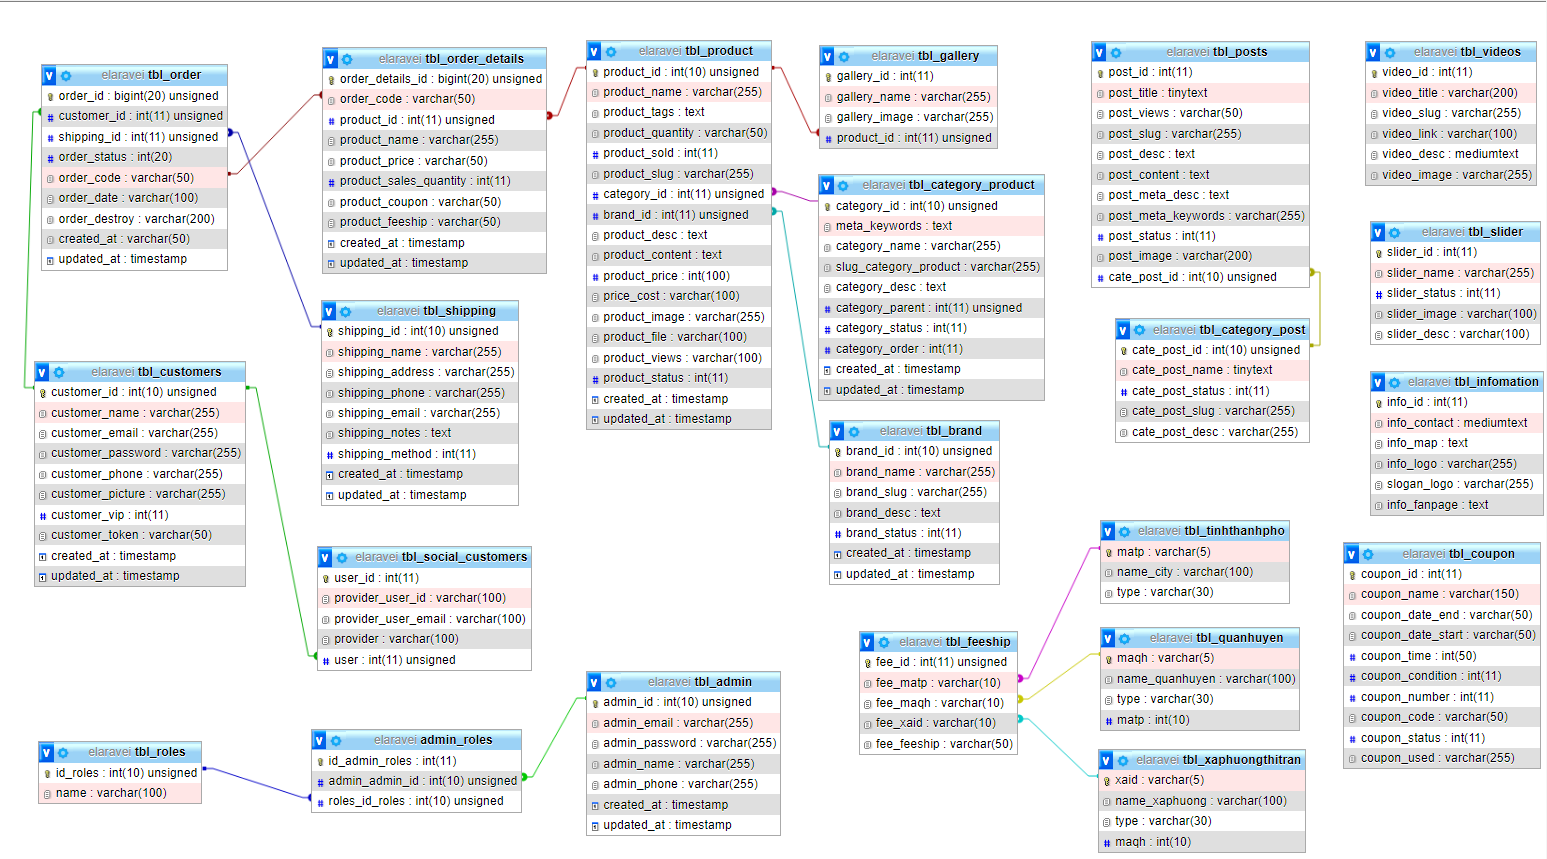 elaravei tbl_order
order_id : bigint(20) unsigned
customer_id : int(11) unsigned
shipping_id : int(11) unsigned
order_status : int(20)
order_code : varchar(50)
order_date : varchar(100)
order_destroy : varchar(200)
created_at : varchar(50)
updated_at : timestamp
elaravei tbl_order_details
order_details_id : bigint(20) unsigned
order_code : varchar(50)
product_id : int(11) unsigned
product_name : varchar(255)
product_price : varchar(50)
product_sales_quantity : int(11)
product_coupon : varchar(50)
product_feeship : varchar(50)
created_at : timestamp
updated_at : timestamp
elaravei tbl_product
product_id : int(10) unsigned
product_name : varchar(255)
product_tags : text
product_quantity : varchar(50)
product_sold : int(11)
product_slug : varchar(255)
category_id : int(11) unsigned
brand_id : int(11) unsigned
product_desc : text
product_content : text
product_price : int(100)
price_cost : varchar(100)
product_image : varchar(255)
product_file : varchar(100)
product_views : varchar(100)
product_status : int(11)
created_at : timestamp
updated_at : timestamp
elaravei tbl_gallery
gallery_id : int(11)
gallery_name : varchar(255)
gallery_image : varchar(255)
product_id : int(11) unsigned
elaravei tbl_category_product
category_id : int(10) unsigned
meta_keywords : text
category_name : varchar(255)
slug_category_product : varchar(255)
category_desc : text
category_parent : int(11) unsigned
category_status : int(11)
category_order : int(11)
created_at : timestamp
updated_at : timestamp
elaravei tbl_posts
post_id : int(11)
post_title : tinytext
post_views : varchar(50)
post_slug : varchar(255)
post_desc : text
post_content : text
post_meta_desc : text
post_meta_keywords : varchar(255)
post_status : int(11)
post_image : varchar(200)
cate_post_id : int(10) unsigned
elaravei tbl_videos
video_id : int(11)
video_title : varchar(200)
video_slug : varchar(255)
video_link : varchar(100)
video_desc : mediumtext
video_image : varchar(255)
elaravei tbl_slider
slider_id : int(11)
slider_name : varchar(255)
slider_status : int(11)
slider_image : varchar(100)
slider_desc : varchar(100)
elaravei tbl_shipping
shipping_id : int(10) unsigned
shipping_name : varchar(255)
shipping_address : varchar(255)
shipping_phone : varchar(255)
shipping_email : varchar(255)
shipping_notes : text
shipping_method : int(11)
created_at : timestamp
updated_at : timestamp
elaravei tbl_category_post
cate_post_id : int(10) unsigned
cate_post_name : tinytext
cate_post_status : int(11)
cate_post_slug : varchar(255)
cate_post_desc : varchar(255)
elaravei tbl_infomation
info_id : int(11)
info_contact : mediumtext
info_map : text
info_logo : varchar(255)
slogan_logo : varchar(255)
info_fanpage : text
elaravei tbl_customers
customer_id : int(10) unsigned
customer_name : varchar(255)
customer_email : varchar(255)
customer_password : varchar(255)
customer_phone : varchar(255)
customer_picture : varchar(255)
customer_vip : int(11)
customer_token : varchar(50)
created_at : timestamp
updated_at : timestamp
elaravei tbl_brand
brand_id : int(10) unsigned
brand_name : varchar(255)
brand_slug : varchar(255)
brand_desc : text
brand_status : int(11)
created_at : timestamp
updated_at : timestamp
elaravei tbl_social_customers
user_id : int(11)
provider_user_id : varchar(100)
provider_user_email : varchar(100)
provider : varchar(100)
user : int(11) unsigned
elaravei tbl_tinhthanhpho
matp : varchar(5)
name_city : varchar(100)
type : varchar(30)
elaravei tbl_coupon
coupon_id : int(11)
coupon_name : varchar(150)
coupon_date_end : varchar(50)
coupon_date_start : varchar(50)
coupon_time : int(50)
coupon_condition : int(11)
coupon_number : int(11)
coupon_code : varchar(50)
coupon_status : int(11)
coupon_used : varchar(255)
elaravei tbl_feeship
fee_id : int(11) unsigned
fee_matp : varchar(10)
fee_maqh : varchar(10)
fee_xaid : varchar(10)
fee_feeship : varchar(50)
elaravei tbl_quanhuyen
maqh : varchar(5)
name_quanhuyen : varchar(100)
type : varchar(30)
matp : int(10)
elaravei tbl_admin
admin_id : int(10) unsigned
admin_email : varchar(255)
admin_password : varchar(255)
admin_name : varchar(255)
admin_phone : varchar(255)
created_at : timestamp
updated_at : timestamp
elaravei tbl_roles
id_roles : int(10) unsigned
name : varchar(100)
elaravei admin_roles
id_admin_roles : int(11)
admin_admin_id : int(10) unsigned
roles_id_roles : int(10) unsigned
elaravei tbl_xaphuongthitran
xaid : varchar(5)
name_xaphuong : varchar(100)
type : varchar(30)
maqh : int(10)